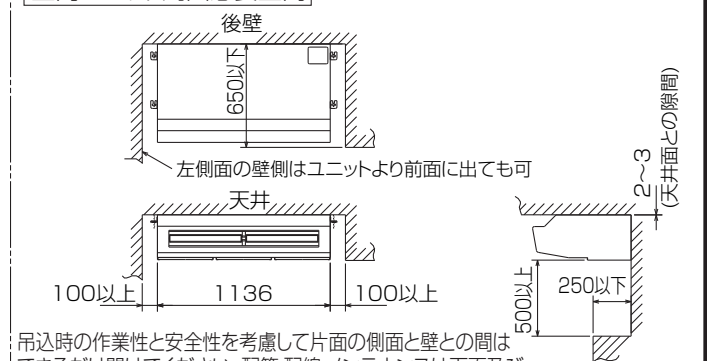 後壁
650以下
左側面の壁側はユニットより前面に出ても可
天井
2〜3
(天井面との隙間)
100以上
1136
100以上
500以上
250以下
吊込時の作業性と安全性を考慮して片面の側面と壁との間は